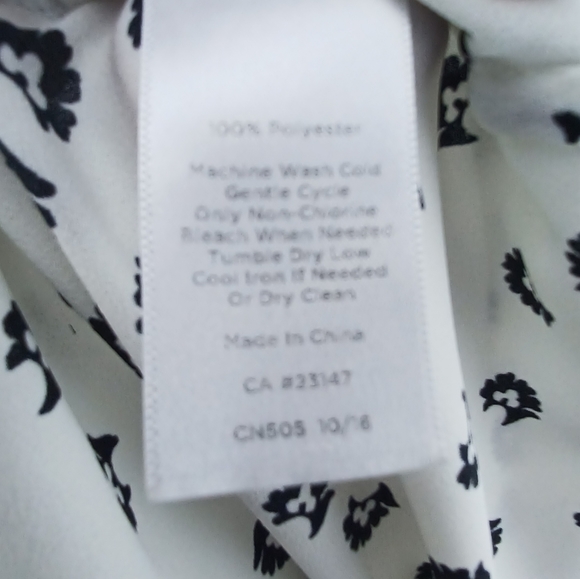 100% Polyester
Machine Wash Cold
Gentle Cycle
Only Non-Chlorine
Bleach When Needed
Tumble Dry Low
Cool Iron If Needed
Or Dry Clean
Made In China
CA #23147
CN505 10/16